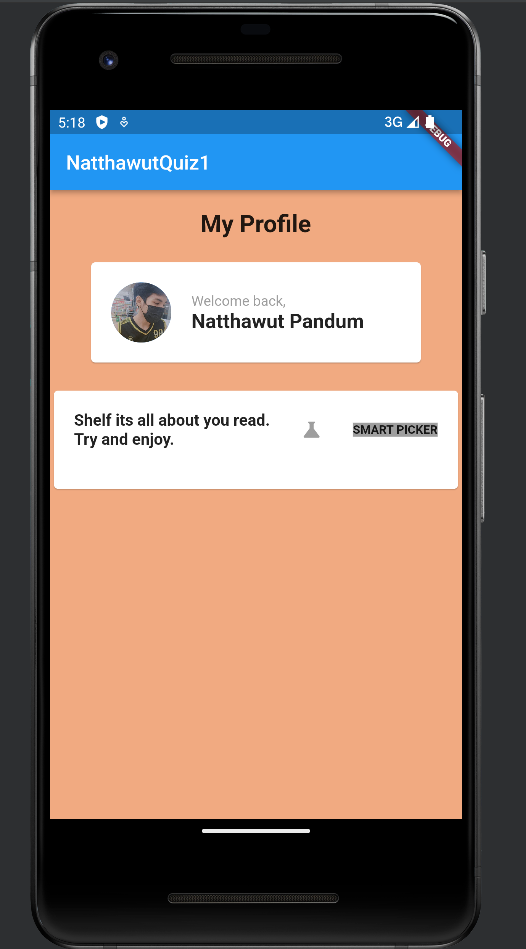 5:18
3G
DEBUG
NatthawutQuiz1
My Profile
Welcome back,
Natthawut Pandum
Shelf its all about you read.
Try and enjoy.
SMART PICKER